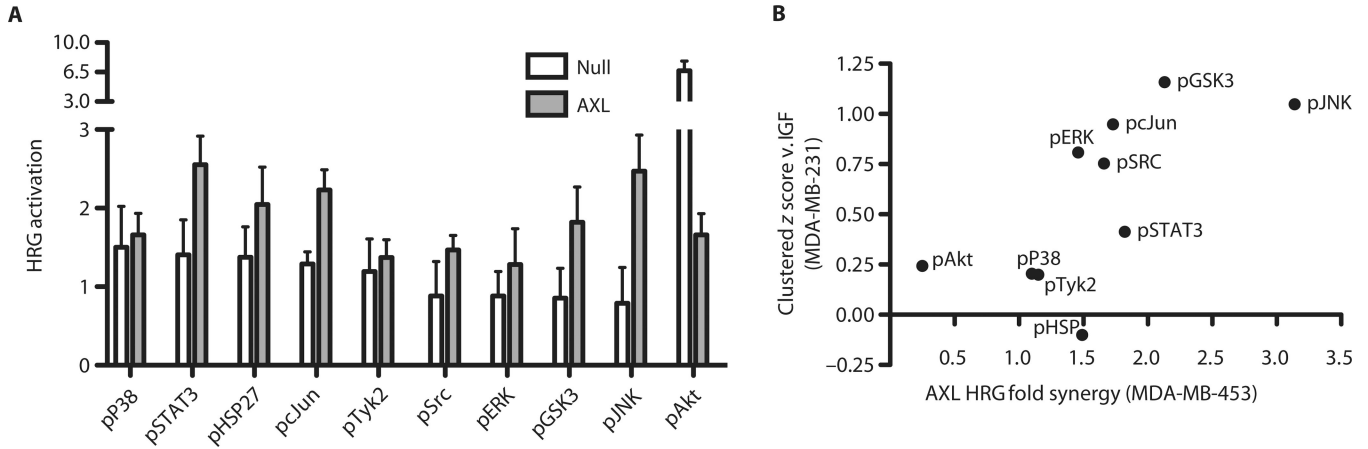 A
HRG activation
10.0
6.5
3.0
3
2
1
0
Null
AXL
pP38
pSTAT3
pHSP27
pcJun
pTyk2
pSrc
pERK
pGSK3
pJNK
pAkt
B
Clustered z score v. IGF
(MDA-MB-231)
1.25
1.00
0.75
0.50
0.25
0.00
−0.25
pGSK3
pJNK
pcJun
pERK
pSRC
pSTAT3
pAkt
pP38
pTyk2
pHSP
0.5 1.0 1.5 2.0 2.5 3.0 3.5
AXL HRG fold synergy (MDA-MB-453)